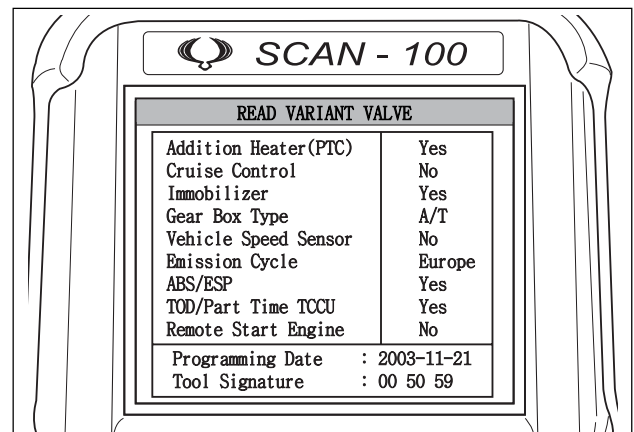 SCAN - 100
READ VARIANT VALVE
Addition Heater(PTC) Yes
Cruise Control No
Immobilizer Yes
Gear Box Type A/T
Vehicle Speed Sensor No
Emission Cycle Europe
ABS/ESP Yes
TOD/Part Time TCCU Yes
Remote Start Engine No
Programming Date : 2003-11-21
Tool Signature : 00 50 59